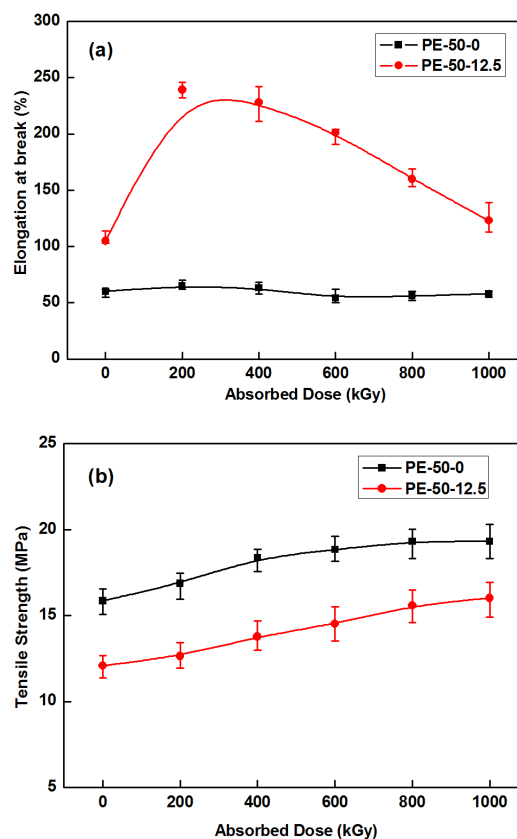 (a)
PE-50-0
PE-50-12.5
Elongation at break (%)
300
250
200
150
100
50
0
0 200 400 600 800 1000
Absorbed Dose (kGy)
(b)
PE-50-0
PE-50-12.5
Tensile Strength (MPa)
25
20
15
10
5
0 200 400 600 800 1000
Absorbed Dose (kGy)